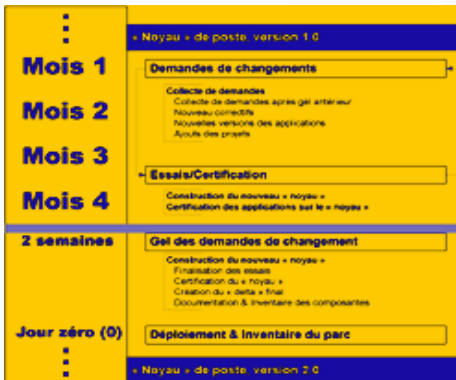 « Noyau » de poste, version 1.0
Mois 1
Demandes de changements
Collecte de demandes
Collecte de demandes après gel antérieur
Nouveau correctifs
Nouvelles versions des applications
Ajouts des projets
Mois 2
Mois 3
Essais/Certification
Mois 4
Construction du nouveau « noyau »
Certification des applications sur le « noyau »
2 semaines
Gel des demandes de changement
Construction du nouveau « noyau »
Finalisation des essais
Certification du « noyau »
Création du « delta » final
Documentation & Inventaire des composantes
Jour zéro (0)
Déploiement & Inventaire du parc
« Noyau » de poste, version 2.0